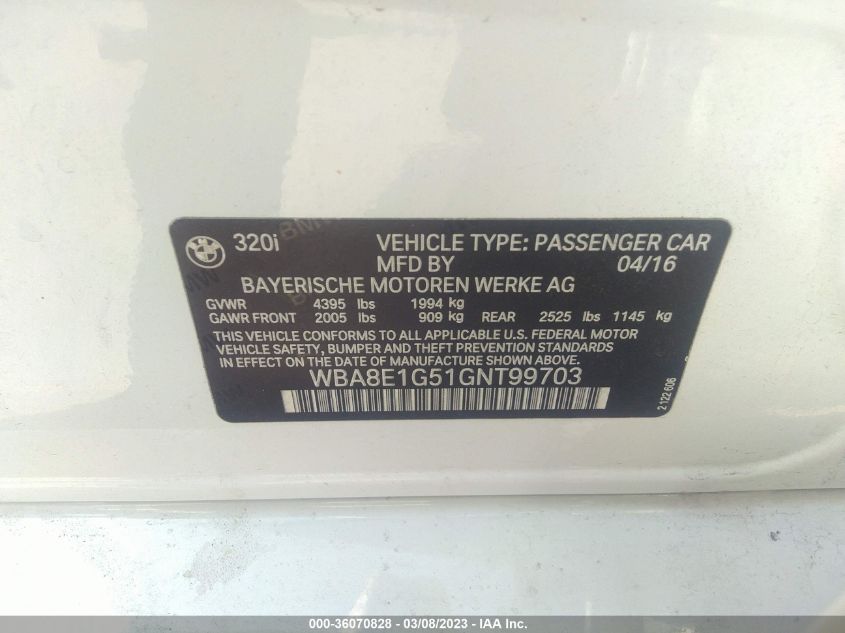 320i VEHICLE TYPE: PASSENGER CAR
MFD BY 04/16
BAYERISCHE MOTOREN WERKE AG
GVWR 4395 lbs 1994 kg
GAWR FRONT 2005 lbs 909 kg REAR 2525 lbs 1145 kg
THIS VEHICLE CONFORMS TO ALL APPLICABLE U.S. FEDERAL MOTOR
VEHICLE SAFETY, BUMPER AND THEFT PREVENTION STANDARDS
IN EFFECT ON THE DATE OF MANUFACTURE SHOWN ABOVE.
WBA8E1G51GNT99703
2 122 606
000-36070828 - 03/08/2023 - IAA Inc.